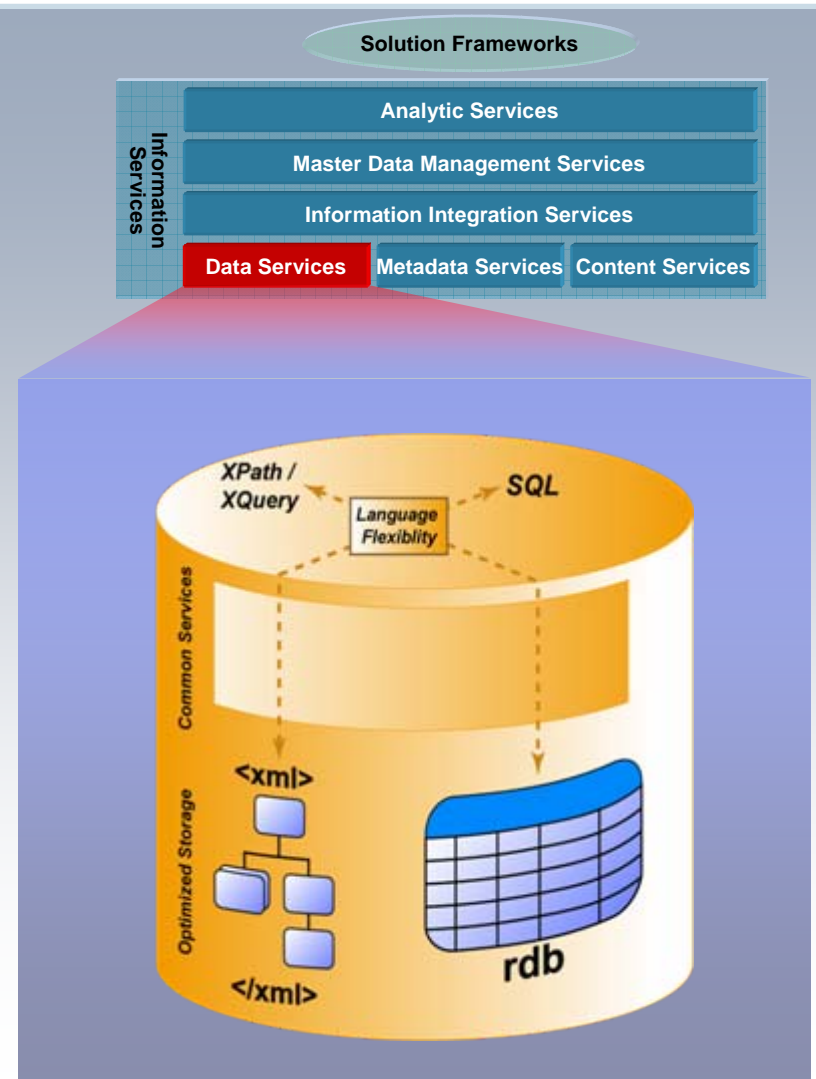 Solution Frameworks
Information
Services
Analytic Services
Master Data Management Services
Information Integration Services
Data Services
Metadata Services
Content Services
XPath /
XQuery
SQL
Language
Flexiblity
Common Services
Optimized Storage
<xml>
</xml>
rdb